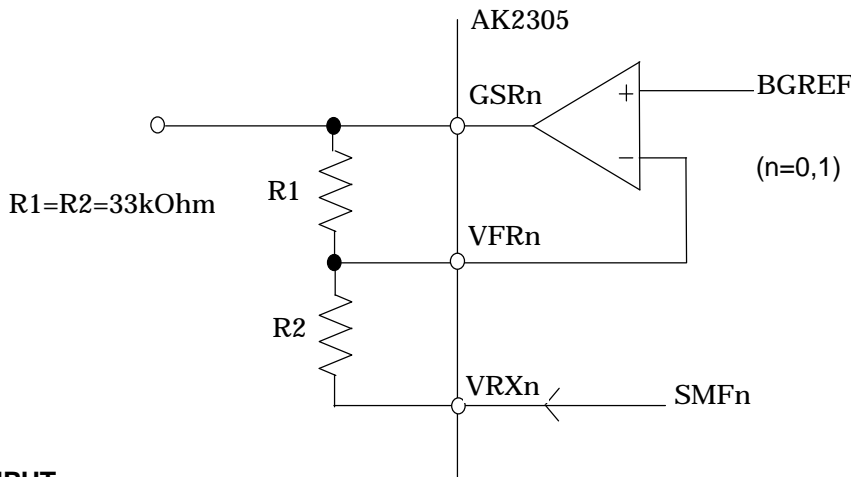 AK2305
GSRn
+
BGREF
−
(n=0,1)
R1
R1=R2=33kOhm
VFRn
R2
VRXn
SMFn